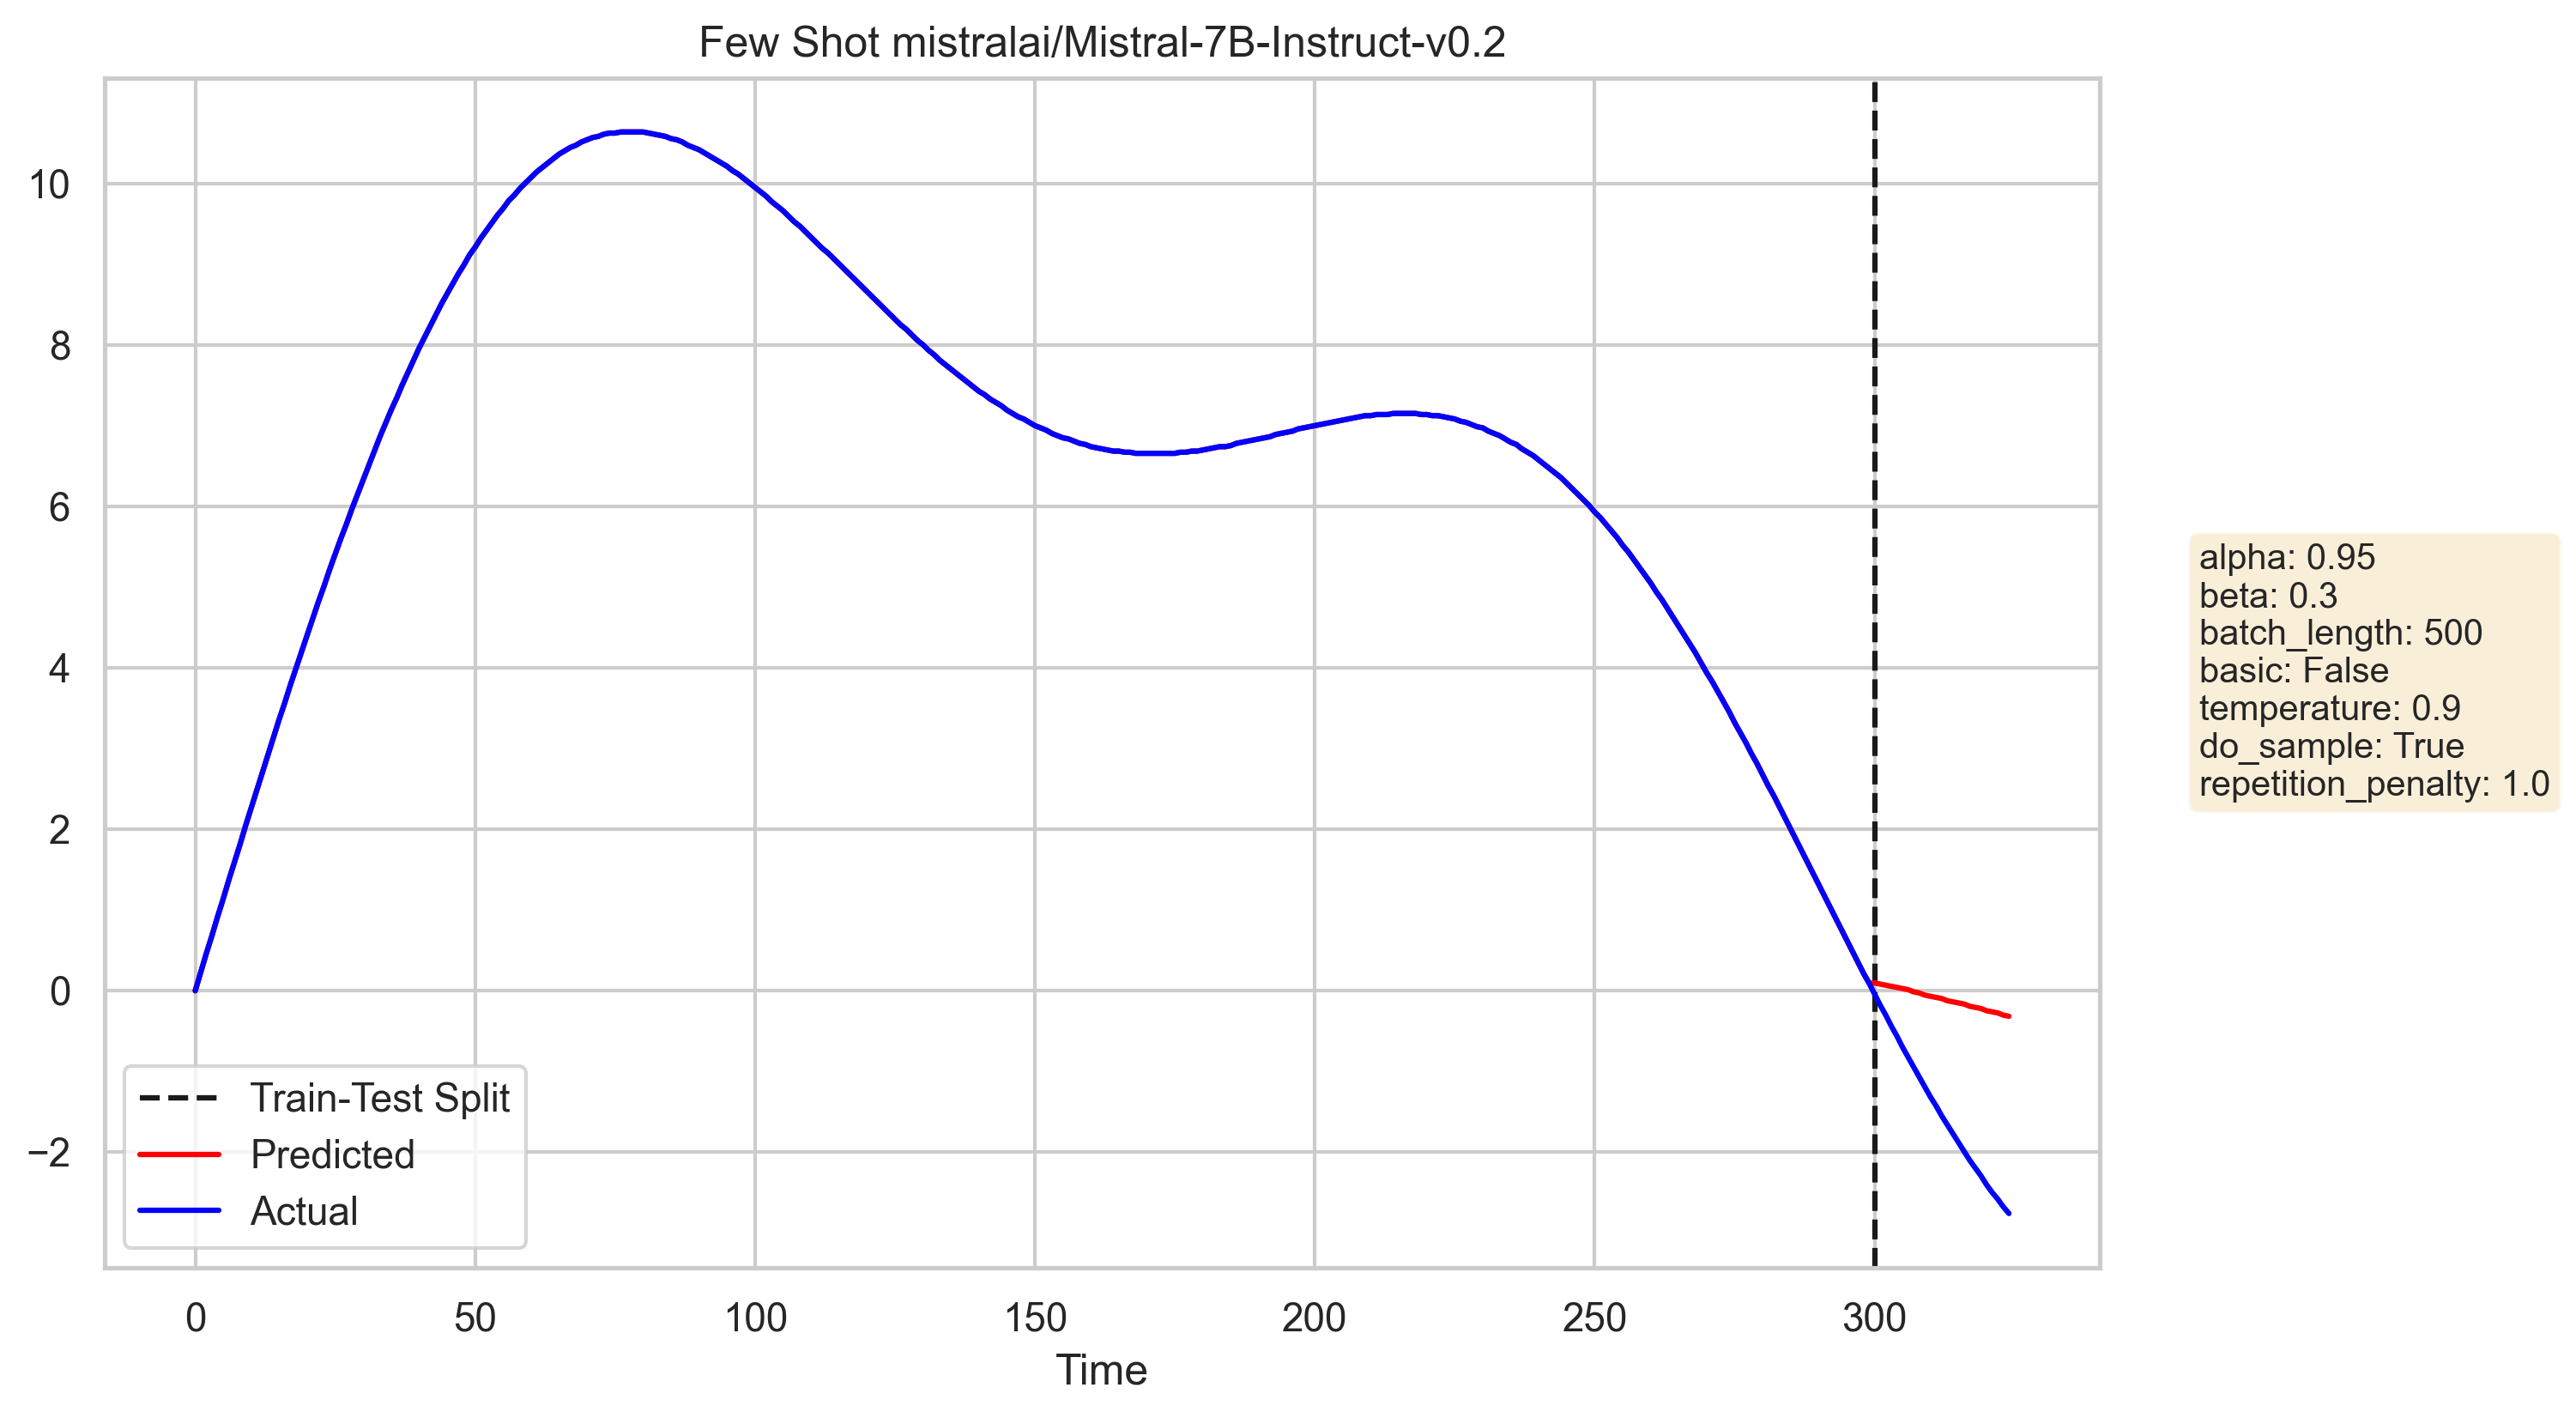 Few Shot mistralai/Mistral-7B-Instruct-v0.2
10
8
6
4
2
0
−2
0
50
100
150
200
250
300
Time
Train-Test Split
Predicted
Actual
alpha: 0.95
beta: 0.3
batch_length: 500
basic: False
temperature: 0.9
do_sample: True
repetition_penalty: 1.0